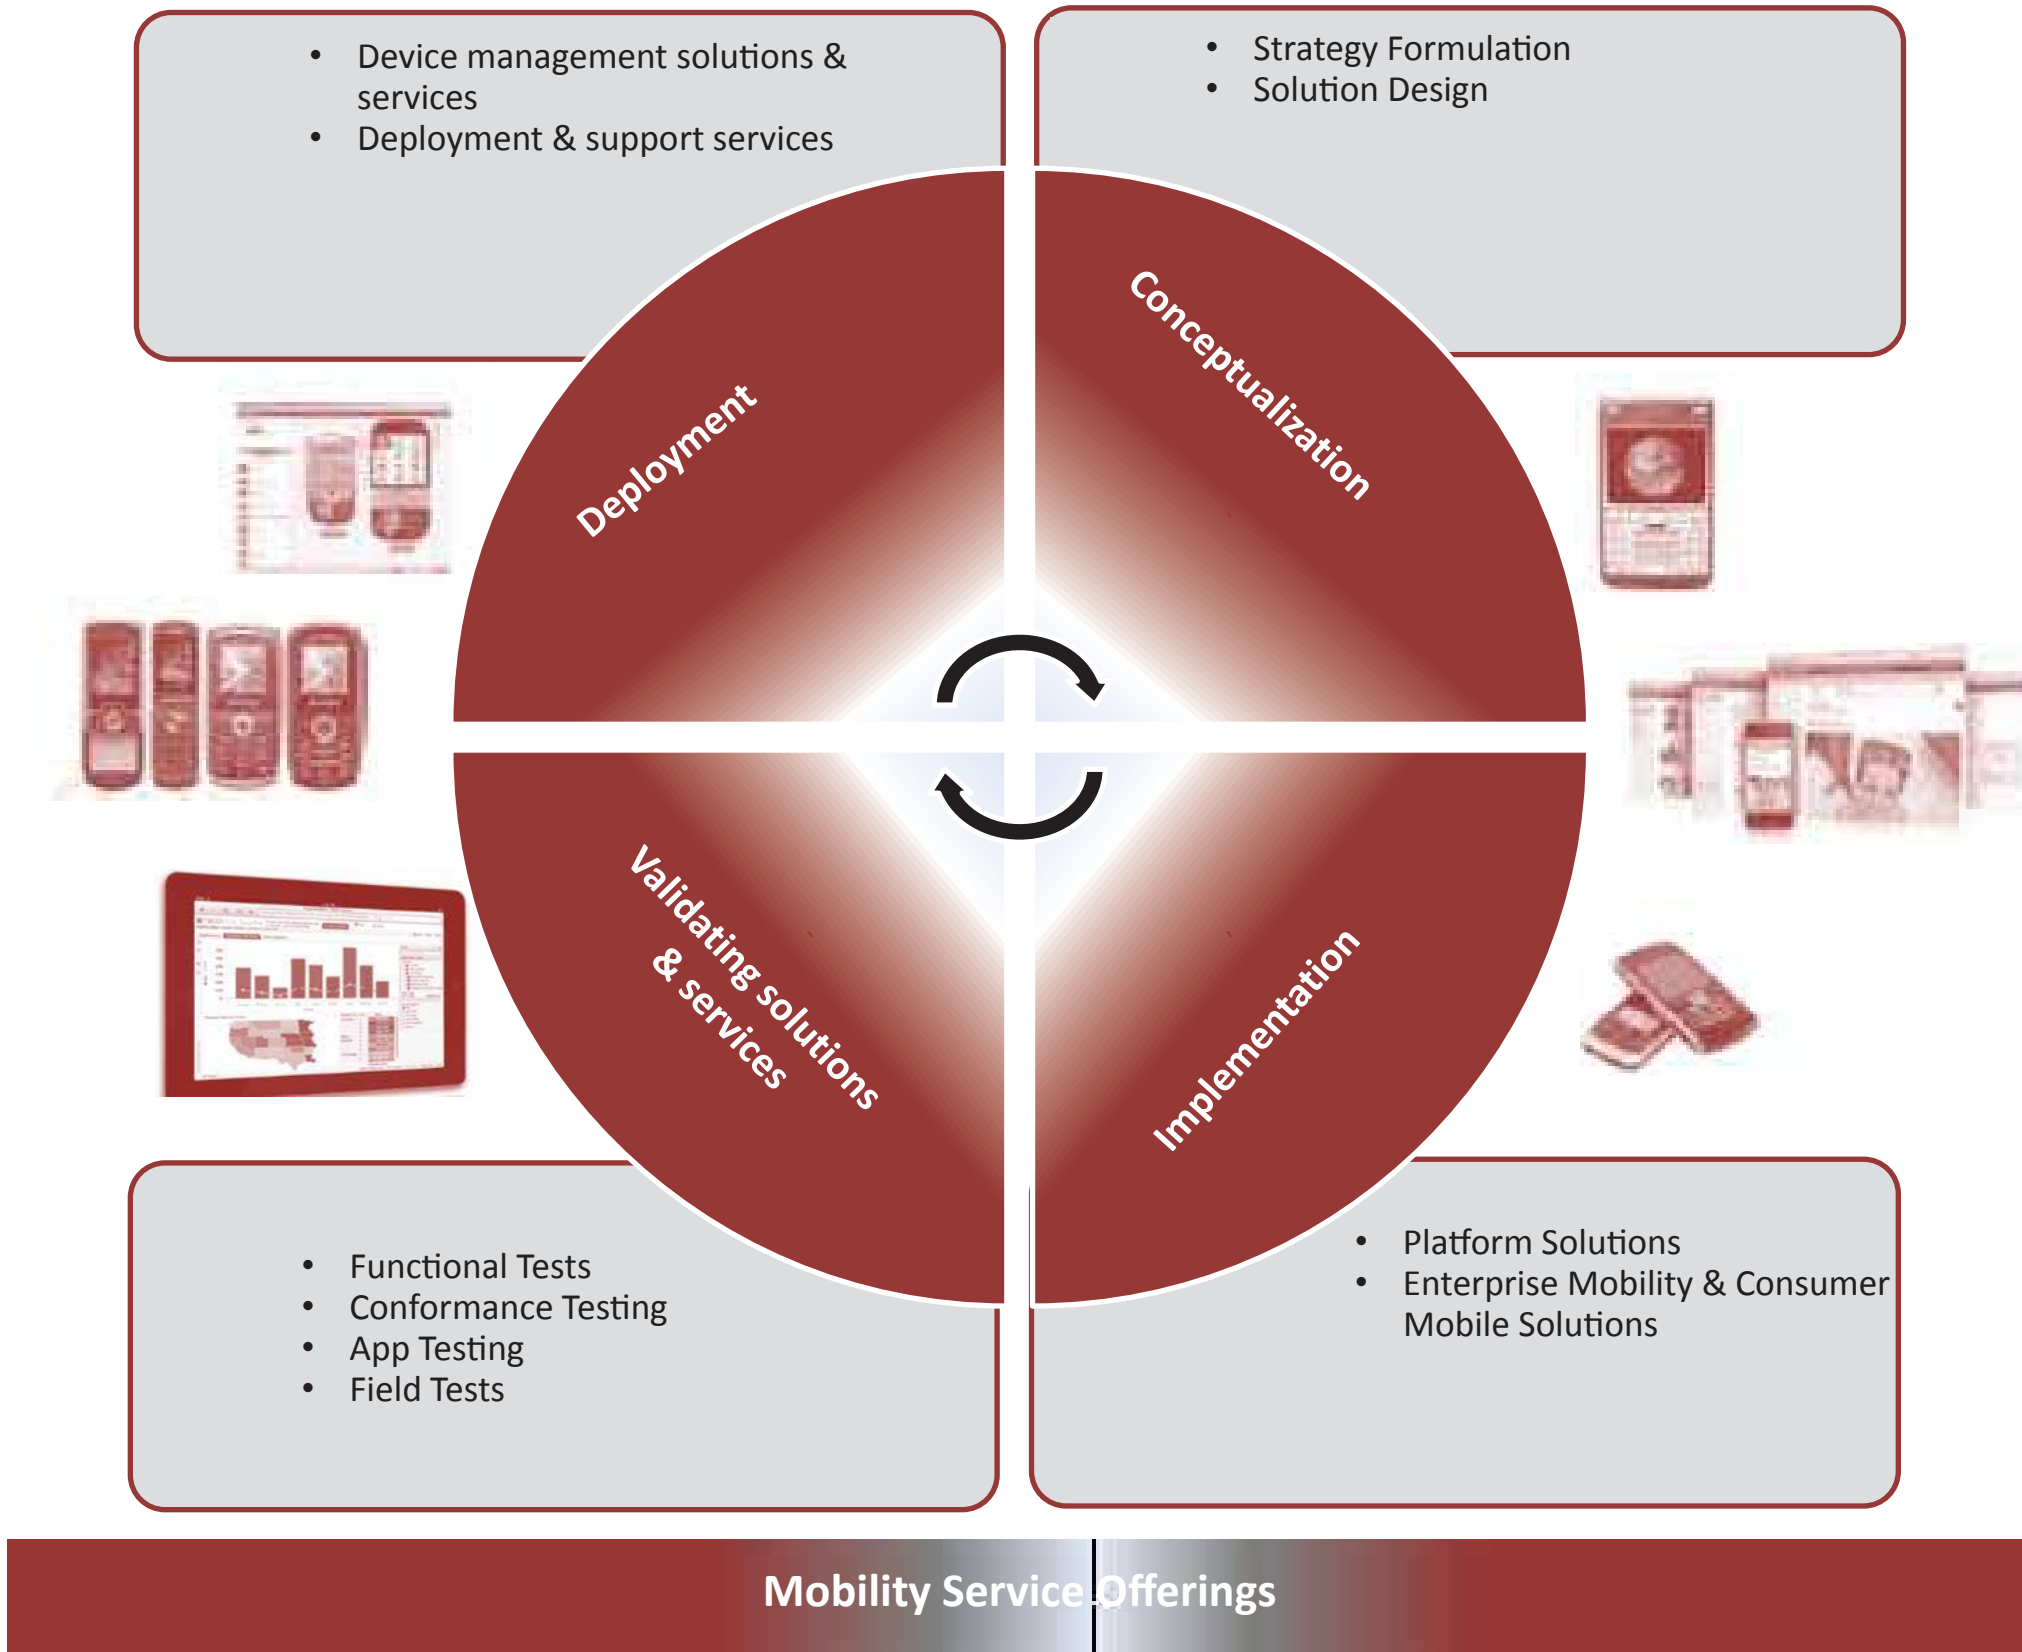 • Device management solutions &
services
• Deployment & support services
• Strategy Formulation
• Solution Design
Deployment
Conceptualization
Validating solutions
& services
Implementation
• Functional Tests
• Conformance Testing
• App Testing
• Field Tests
• Platform Solutions
• Enterprise Mobility & Consumer
Mobile Solutions
Mobility Service Offerings